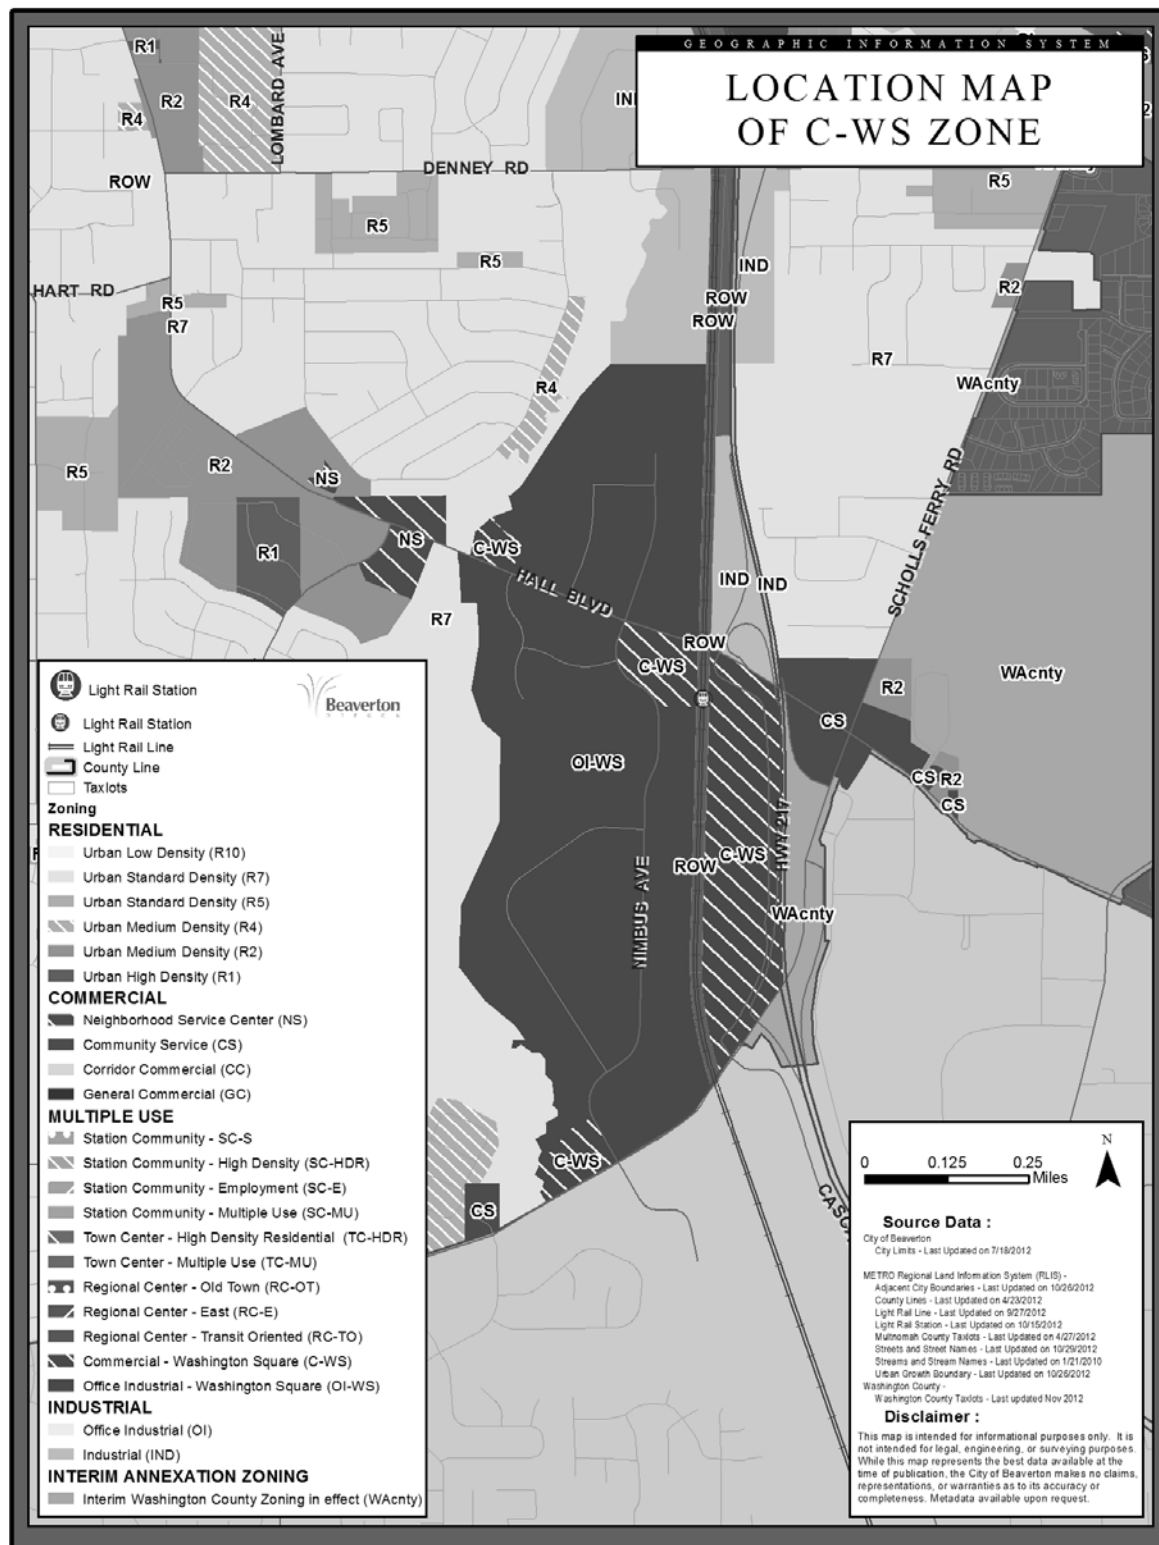 GEOGRAPHIC INFORMATION SYSTEM
LOCATION MAP
OF C-WS ZONE
R1
R2
R4
R4
LOMBARD AVE
IN
DENNEY RD
ROW
R5
R5
R5
HART RD
R5
R7
IND
ROW
ROW
R2
R7
R4
WAcnty
R5
R2
NS
SCHOLLS FERRY RD
R1
NS
C-WS
HALL BLVD
IND
IND
R7
ROW
C-WS
WAcnty
R2
CS
OI-WS
CS
R2
CS
HWY 217
C-WS
ROW
NIMBUS AVE
WAcnty
C-WS
CS
Light Rail Station
Beaverton
OREGON
Light Rail Station
Light Rail Line
County Line
Taxlots
Zoning
RESIDENTIAL
Urban Low Density (R10)
Urban Standard Density (R7)
Urban Standard Density (R5)
Urban Medium Density (R4)
Urban Medium Density (R2)
Urban High Density (R1)
COMMERCIAL
Neighborhood Service Center (NS)
Community Service (CS)
Corridor Commercial (CC)
General Commercial (GC)
MULTIPLE USE
Station Community - SC-S
Station Community - High Density (SC-HDR)
Station Community - Employment (SC-E)
Station Community - Multiple Use (SC-MU)
Town Center - High Density Residential (TC-HDR)
Town Center - Multiple Use (TC-MU)
Regional Center - Old Town (RC-OT)
Regional Center - East (RC-E)
Regional Center - Transit Oriented (RC-TO)
Commercial - Washington Square (C-WS)
Office Industrial - Washington Square (OI-WS)
INDUSTRIAL
Office Industrial (OI)
Industrial (IND)
INTERIM ANNEXATION ZONING
Interim Washington County Zoning in effect (WAcnty)
0 0.125 0.25
Miles
N
Source Data :
City of Beaverton
City Limits - Last Updated on 7/18/2012
METRO Regional Land Information System (RLIS) -
Adjacent City Boundaries - Last Updated on 10/26/2012
County Lines - Last Updated on 4/23/2012
Light Rail Line - Last Updated on 9/27/2012
Light Rail Station - Last Updated on 10/15/2012
Multnomah County Taxlots - Last Updated on 4/27/2012
Streets and Street Names - Last Updated on 10/29/2012
Streams and Stream Names - Last Updated on 1/21/2010
Urban Growth Boundary - Last Updated on 10/26/2012
Washington County -
Washington County Taxlots - Last updated Nov 2012
Disclaimer :
This map is intended for informational purposes only. It is
not intended for legal, engineering, or surveying purposes.
While this map represents the best data available at the
time of publication, the City of Beaverton makes no claims,
representations, or warranties as to its accuracy or
completeness. Metadata available upon request.